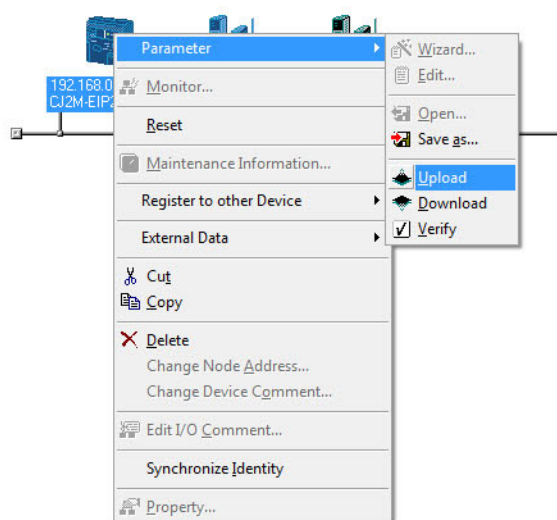 192.168.0
CJ2M-EIP2
Parameter
Monitor...
Reset
Maintenance Information...
Register to other Device
External Data
Cut
Copy
Delete
Change Node Address...
Change Device Comment...
Edit I/O Comment...
Synchronize Identity
Property...
Wizard...
Edit...
Open...
Save as...
Upload
Download
Verify